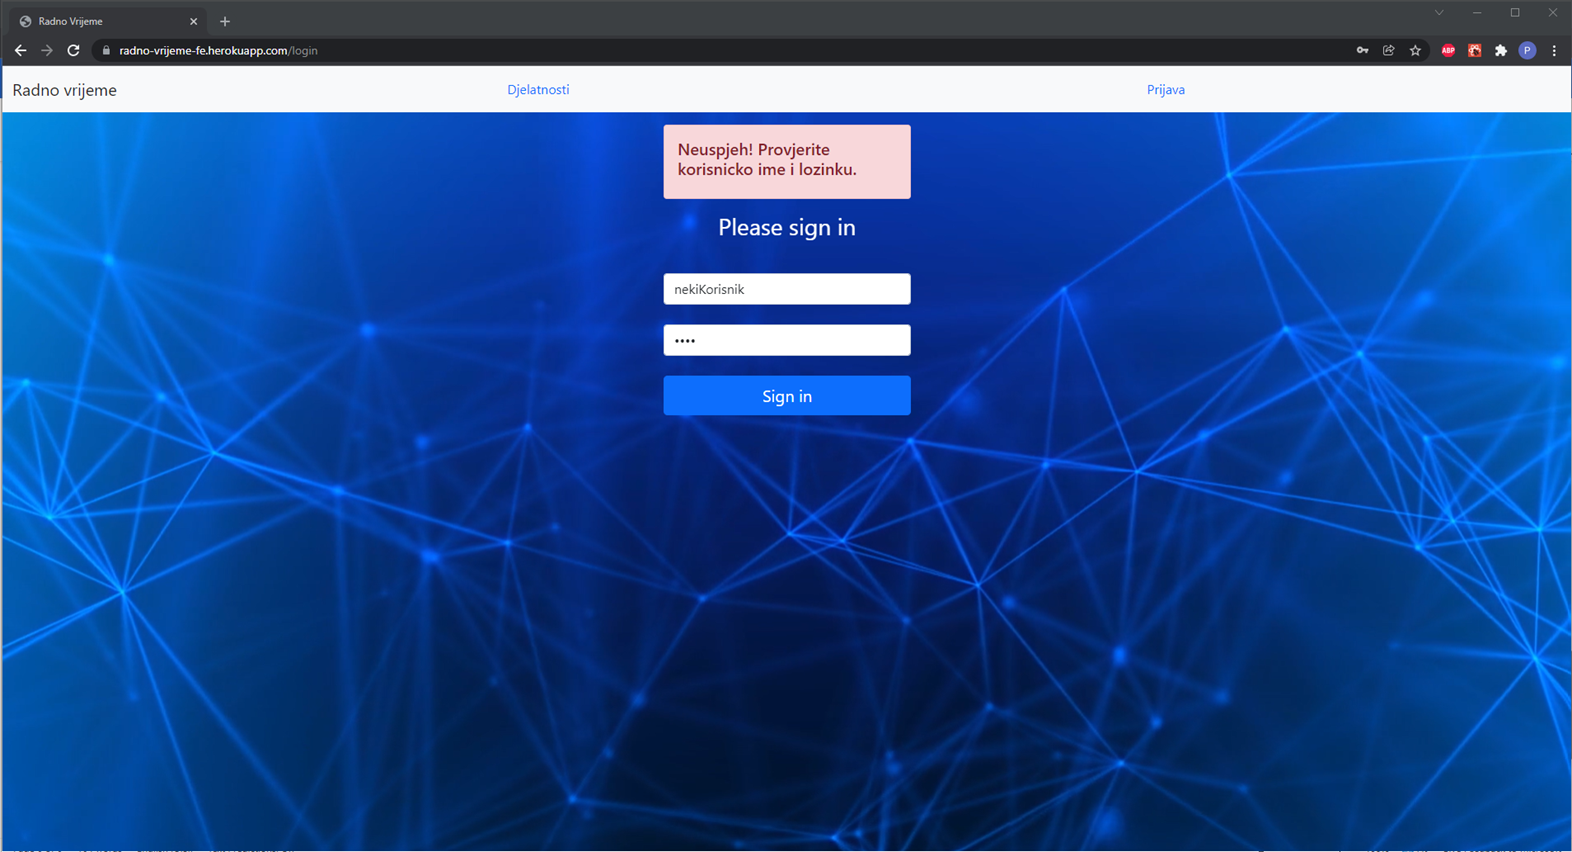 Radno Vrijeme
radno-vrijeme-fe.herokuapp.com/login
ABP
P
Radno vrijeme
Djelatnosti
Prijava
Neuspjeh! Provjerite
korisnicko ime i lozinku.
Please sign in
nekiKorisnik
••••
Sign in